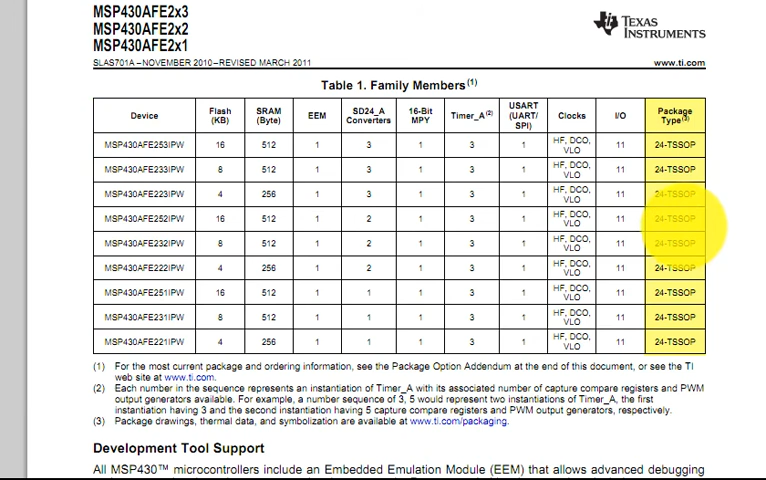 MSP430AFE2x3
MSP430AFE2x2
MSP430AFE2x1
TEXAS INSTRUMENTS
SLAS701A – NOVEMBER 2010 – REVISED MARCH 2011 www.ti.com
Table 1. Family Members(1)
Device Flash (KB) SRAM (Byte) EEM SD24_A Converters 16-Bit MPY Timer_A(2) USART (UART/SPI) Clocks I/O Package Type(3)
MSP430AFE253IPW 16 512 1 3 1 3 1 HF, DCO, VLO 11 24-TSSOP
MSP430AFE233IPW 8 512 1 3 1 3 1 HF, DCO, VLO 11 24-TSSOP
MSP430AFE223IPW 4 256 1 3 1 3 1 HF, DCO, VLO 11 24-TSSOP
MSP430AFE252IPW 16 512 1 2 1 3 1 HF, DCO, VLO 11 24-TSSOP
MSP430AFE232IPW 8 512 1 2 1 3 1 HF, DCO, VLO 11 24-TSSOP
MSP430AFE222IPW 4 256 1 2 1 3 1 HF, DCO, VLO 11 24-TSSOP
MSP430AFE251IPW 16 512 1 1 1 3 1 HF, DCO, VLO 11 24-TSSOP
MSP430AFE231IPW 8 512 1 1 1 3 1 HF, DCO, VLO 11 24-TSSOP
MSP430AFE221IPW 4 256 1 1 1 3 1 HF, DCO, VLO 11 24-TSSOP
(1) For the most current package and ordering information, see the Package Option Addendum at the end of this document, or see the TI
web site at www.ti.com.
(2) Each number in the sequence represents an instantiation of Timer_A with its associated number of capture compare registers and PWM
output generators available. For example, a number sequence of 3, 5 would represent two instantiations of Timer_A, the first
instantiation having 3 and the second instantiation having 5 capture compare registers and PWM output generators, respectively.
(3) Package drawings, thermal data, and symbolization are available at www.ti.com/packaging.
Development Tool Support
All MSP430™ microcontrollers include an Embedded Emulation Module (EEM) that allows advanced debugging